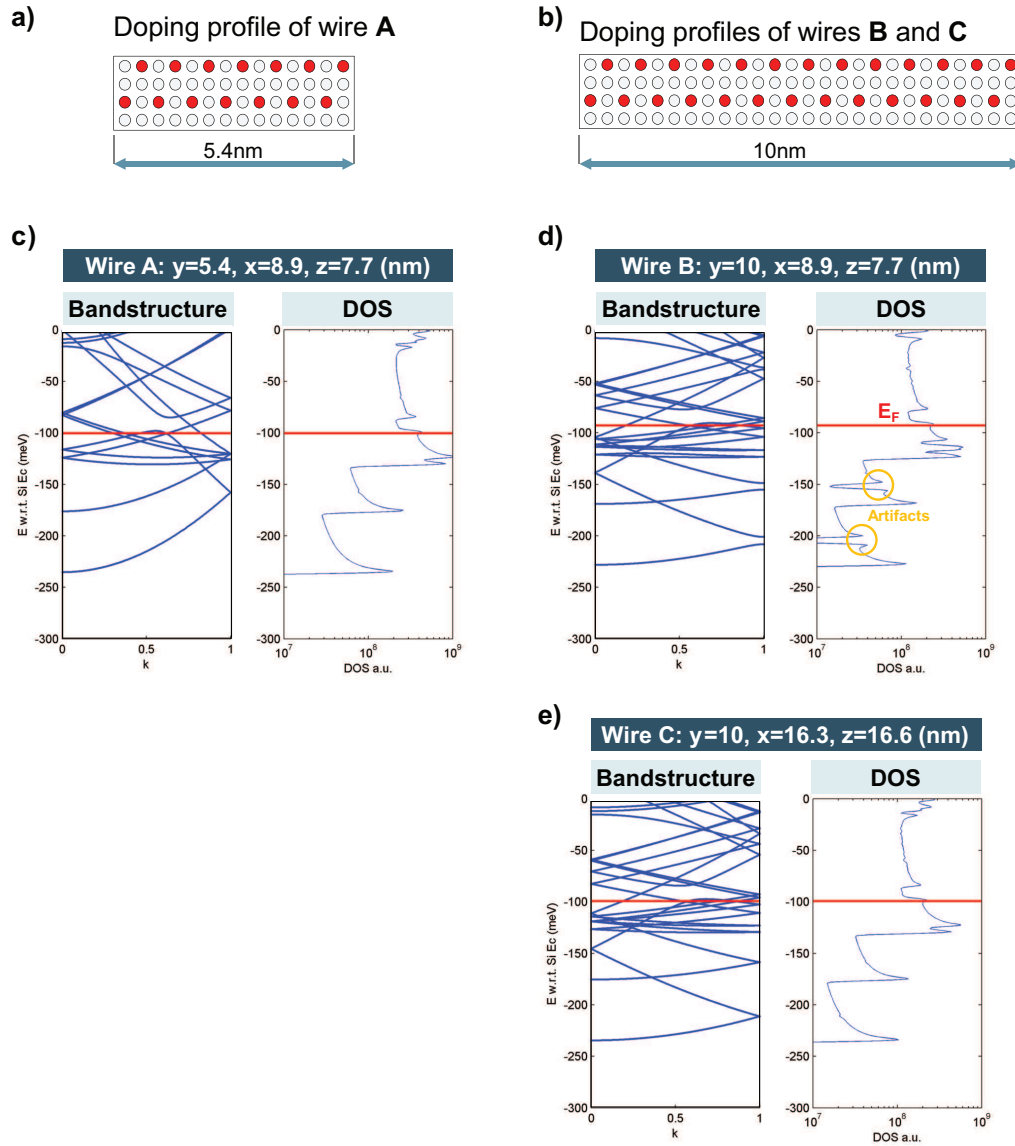 a)
Doping profile of wire A
5.4nm
b)
Doping profiles of wires B and C
10nm
c)
Wire A: y=5.4, x=8.9, z=7.7 (nm)
Bandstructure
DOS
E w.r.t. Si Ec (meV)
0
-50
-100
-150
-200
-250
-300
0
0.5
1
k
0
-50
-100
-150
-200
-250
-300
10^7
10^8
10^9
DOS a.u.
d)
Wire B: y=10, x=8.9, z=7.7 (nm)
Bandstructure
DOS
E w.r.t. Si Ec (meV)
0
-50
-100
-150
-200
-250
-300
0
0.5
1
k
E_F
Artifacts
0
-50
-100
-150
-200
-250
-300
10^7
10^8
10^9
DOS a.u.
e)
Wire C: y=10, x=16.3, z=16.6 (nm)
Bandstructure
DOS
E w.r.t. Si Ec (meV)
0
-50
-100
-150
-200
-250
-300
0
0.5
1
k
0
-50
-100
-150
-200
-250
-300
10^7
10^8
10^9
DOS a.u.